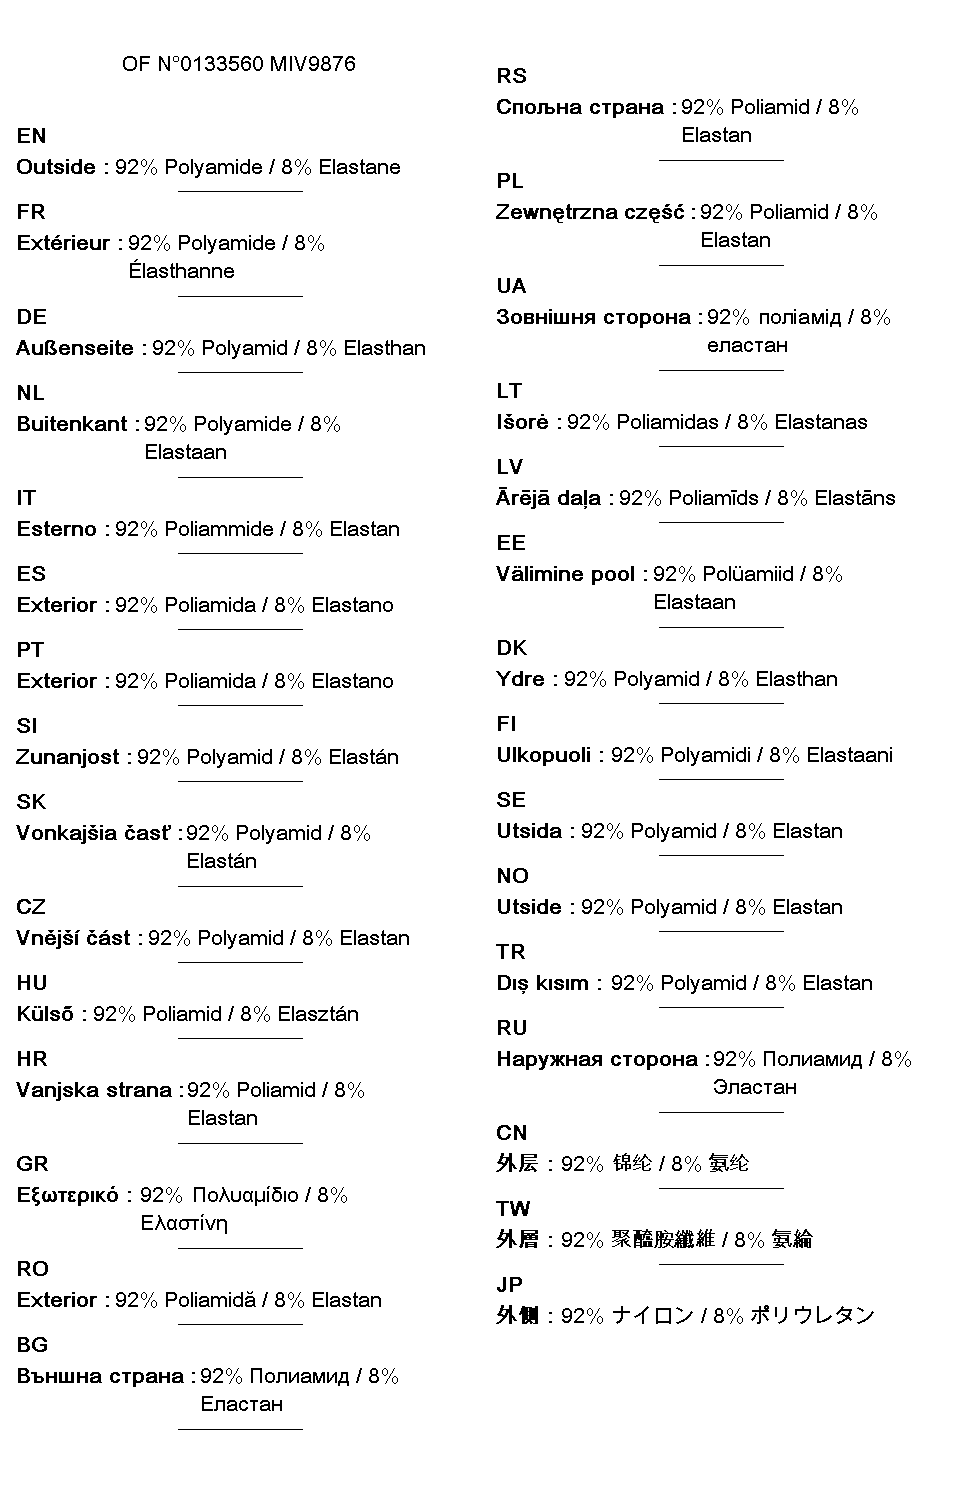 OF N°0133560 MIV9876
EN
Outside : 92% Polyamide / 8% Elastane
FR
Extérieur : 92% Polyamide / 8%
Élasthanne
DE
Außenseite : 92% Polyamid / 8% Elasthan
NL
Buitenkant : 92% Polyamide / 8%
Elastaan
IT
Esterno : 92% Poliammide / 8% Elastan
ES
Exterior : 92% Poliamida / 8% Elastano
PT
Exterior : 92% Poliamida / 8% Elastano
SI
Zunanjost : 92% Polyamid / 8% Elastán
SK
Vonkajšia časť : 92% Polyamid / 8%
Elastán
CZ
Vnější část : 92% Polyamid / 8% Elastan
HU
Külsõ : 92% Poliamid / 8% Elasztán
HR
Vanjska strana : 92% Poliamid / 8%
Elastan
GR
Εξωτερικό : 92% Πολυαμίδιο / 8%
Ελαστίνη
RO
Exterior : 92% Poliamidă / 8% Elastan
BG
Външна страна : 92% Полиамид / 8%
Еластан
RS
Спољна страна : 92% Poliamid / 8%
Elastan
PL
Zewnętrzna część : 92% Poliamid / 8%
Elastan
UA
Зовнішня сторона : 92% поліамід / 8%
еластан
LT
Išorė : 92% Poliamidas / 8% Elastanas
LV
Ārējā daļa : 92% Poliamīds / 8% Elastāns
EE
Välimine pool : 92% Polüamiid / 8%
Elastaan
DK
Ydre : 92% Polyamid / 8% Elasthan
FI
Ulkopuoli : 92% Polyamidi / 8% Elastaani
SE
Utsida : 92% Polyamid / 8% Elastan
NO
Utside : 92% Polyamid / 8% Elastan
TR
Dış kısım : 92% Polyamid / 8% Elastan
RU
Наружная сторона : 92% Полиамид / 8%
Эластан
CN
外层 : 92% 锦纶 / 8% 氨纶
TW
外層 : 92% 聚醯胺纖維 / 8% 氨綸
JP
外側 : 92% ナイロン / 8% ポリウレタン